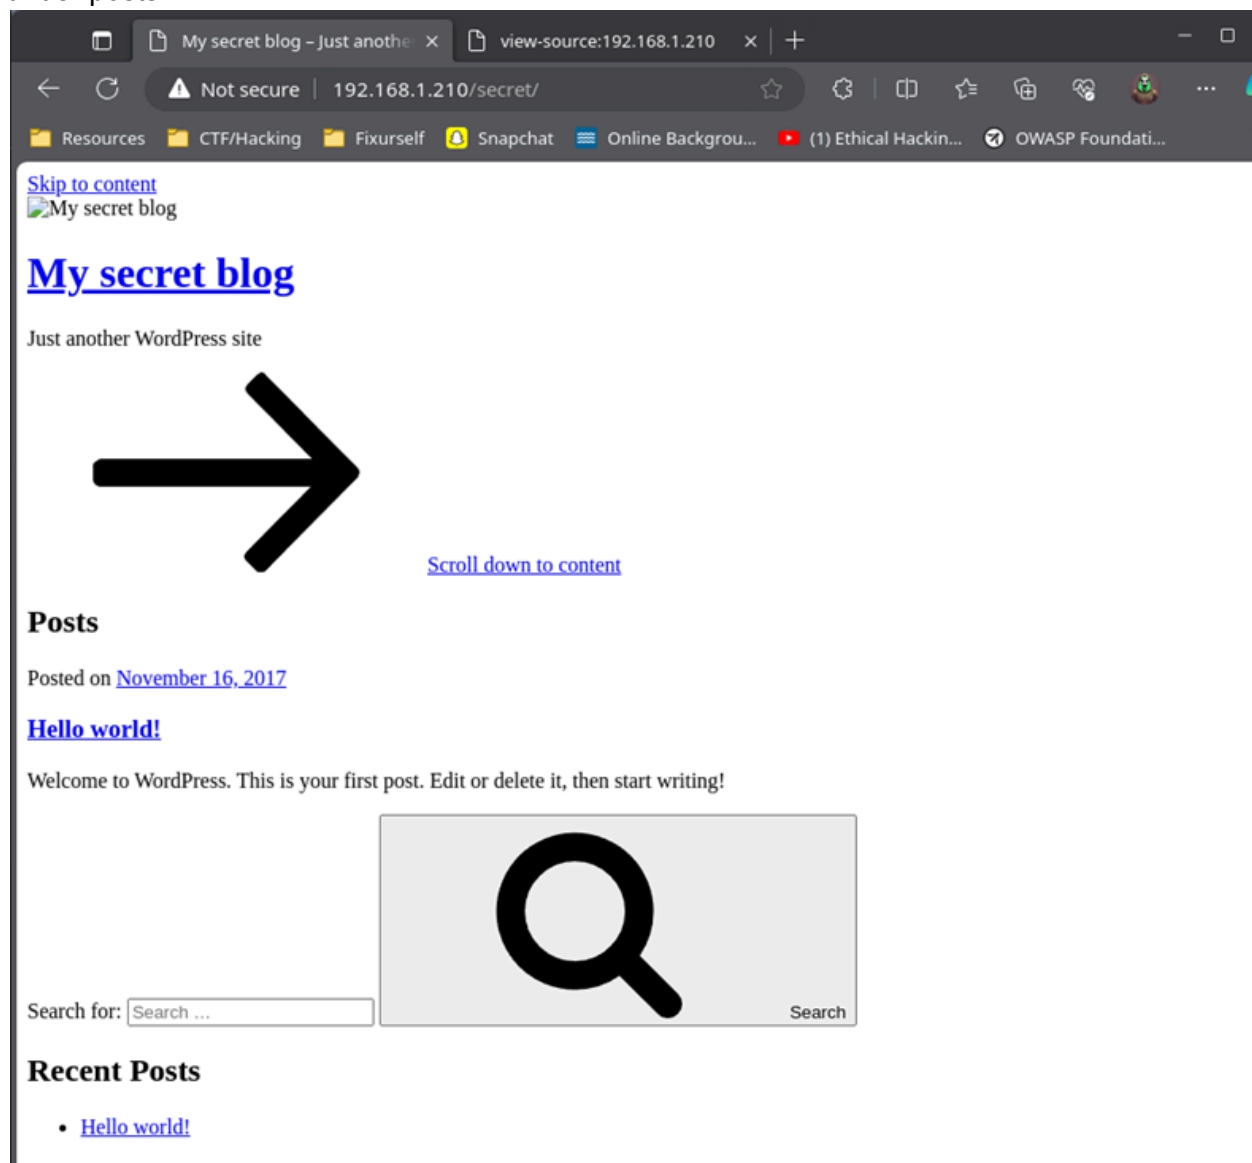 My secret blog – Just anothe
view-source:192.168.1.210
Not secure 192.168.1.210/secret/
Resources CTF/Hacking Fixurself Snapchat Online Backgrou... (1) Ethical Hackin... OWASP Foundati...
Skip to content
My secret blog
My secret blog
Just another WordPress site
Scroll down to content
Posts
Posted on November 16, 2017
Hello world!
Welcome to WordPress. This is your first post. Edit or delete it, then start writing!
Search for: Search ... Search
Recent Posts
• Hello world!